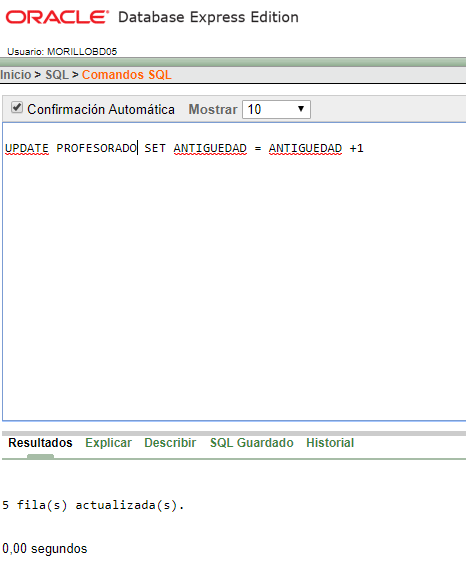 ORACLE Database Express Edition
Usuario: MORILLOBD05
Inicio > SQL > Comandos SQL
Confirmación Automática Mostrar 10
UPDATE PROFESORADO SET ANTIGUEDAD = ANTIGUEDAD +1
Resultados Explicar Describir SQL Guardado Historial
5 fila(s) actualizada(s).
0,00 segundos